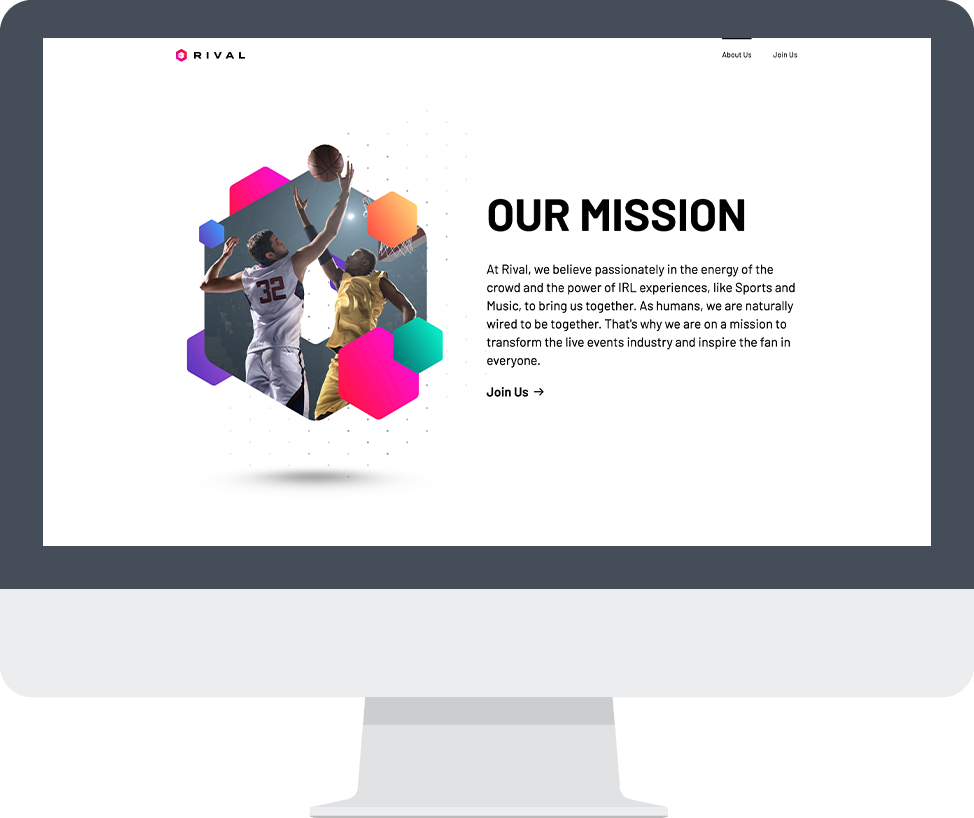 RIVAL
About Us
Join Us
32
OUR MISSION
At Rival, we believe passionately in the energy of the
crowd and the power of IRL experiences, like Sports and
Music, to bring us together. As humans, we are naturally
wired to be together. That's why we are on a mission to
transform the live events industry and inspire the fan in
everyone.
Join Us →